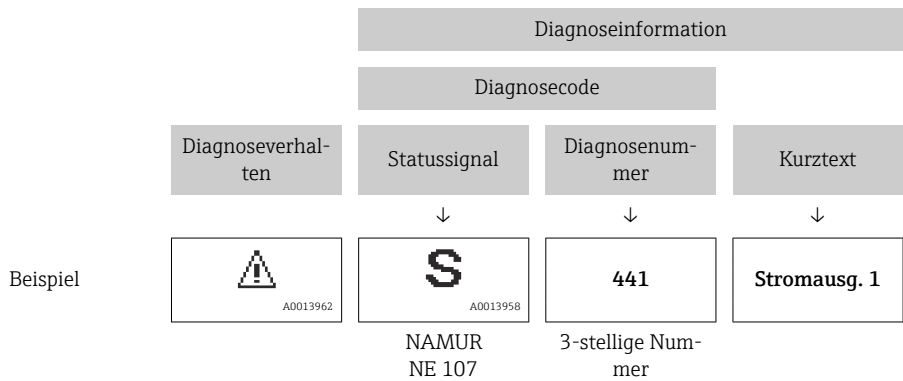 Diagnoseinformation
Diagnosecode
Diagnoseverhal-
ten
Statussignal
Diagnosenum-
mer
Kurztext
↓ ↓ ↓
Beispiel
A0013962
S
A0013958
441
Stromausg. 1
NAMUR
NE 107
3-stellige Num-
mer